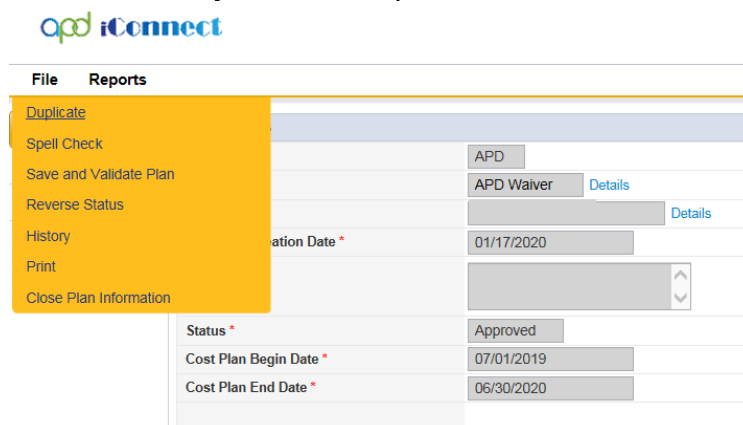 apd iConnect
File Reports
Duplicate
Spell Check
APD
Save and Validate Plan
APD Waiver Details
Reverse Status
Details
History
ation Date * 01/17/2020
Print
Close Plan Information
Status * Approved
Cost Plan Begin Date * 07/01/2019
Cost Plan End Date * 06/30/2020